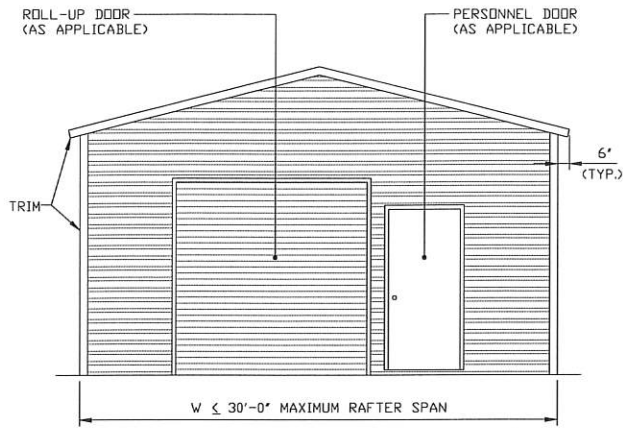 ROLL-UP DOOR
(AS APPLICABLE)
PERSONNEL DOOR
(AS APPLICABLE)
6"
(TYP.)
TRIM
W ≤ 30'-0" MAXIMUM RAFTER SPAN